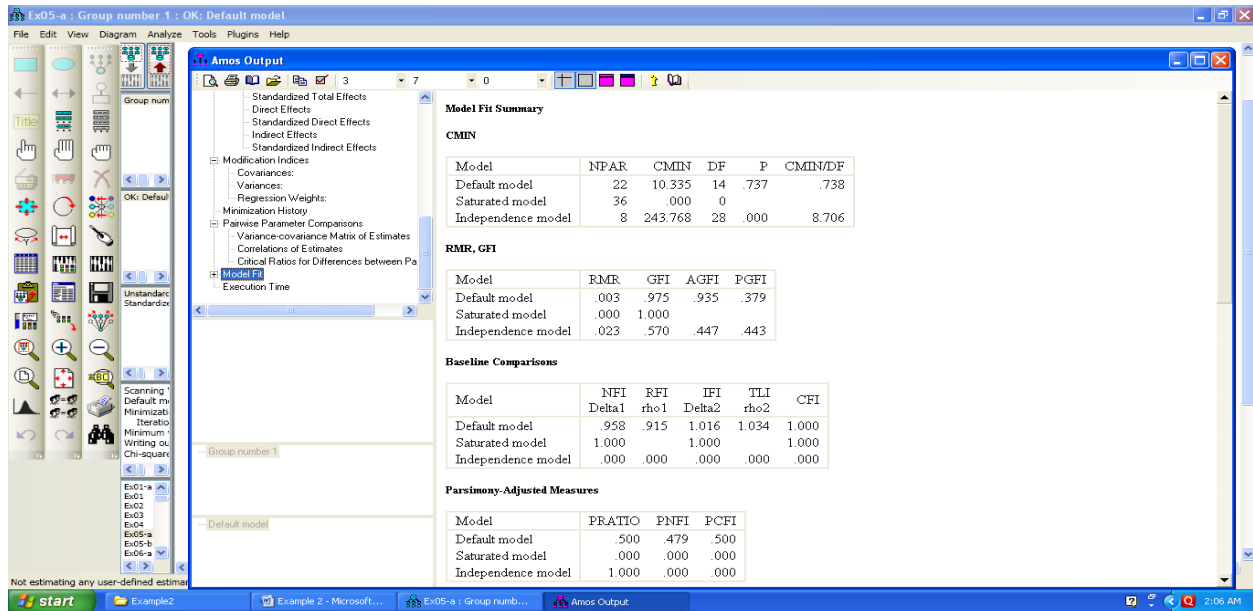 Ex05-a : Group number 1 : OK: Default model
File Edit View Diagram Analyze Tools Plugins Help
Amos Output
3 7 0
Title
Group num
OK: Defaul
Unstandard
Standardize
Scanning
Default m
Minimizati
Iteratio
Minimum
Writing ou
Chi-square
Ex01-a
Ex01
Ex02
Ex03
Ex04
Ex05-a
Ex05-b
Ex06-a
Not estimating any user-defined estimar
Standardized Total Effects
Direct Effects
Standardized Direct Effects
Indirect Effects
Standardized Indirect Effects
Modification Indices
Covariances:
Variances:
Regression Weights:
Minimization History
Pairwise Parameter Comparisons
Variance-covariance Matrix of Estimates
Correlations of Estimates
Critical Ratios for Differences between Pa
Model Fit
Execution Time
Group number 1
Default model
Model Fit Summary
CMIN
Model NPAR CMIN DF P CMIN/DF
Default model 22 10.335 14 .737 .738
Saturated model 36 .000 0
Independence model 8 243.768 28 .000 8.706
RMR, GFI
Model RMR GFI AGFI PGFI
Default model .003 .975 .935 .379
Saturated model .000 1.000
Independence model .023 .570 .447 .443
Baseline Comparisons
Model NFI RFI IFI TLI CFI
Delta1 rho1 Delta2 rho2
Default model .958 .915 1.016 1.034 1.000
Saturated model 1.000 1.000 1.000
Independence model .000 .000 .000 .000 .000
Parsimony-Adjusted Measures
Model PRATIO PNFI PCFI
Default model .500 .479 .500
Saturated model .000 .000 .000
Independence model 1.000 .000 .000
start Example2 Example 2 - Microsoft... Ex05-a : Group numb... Amos Output 2:06 AM